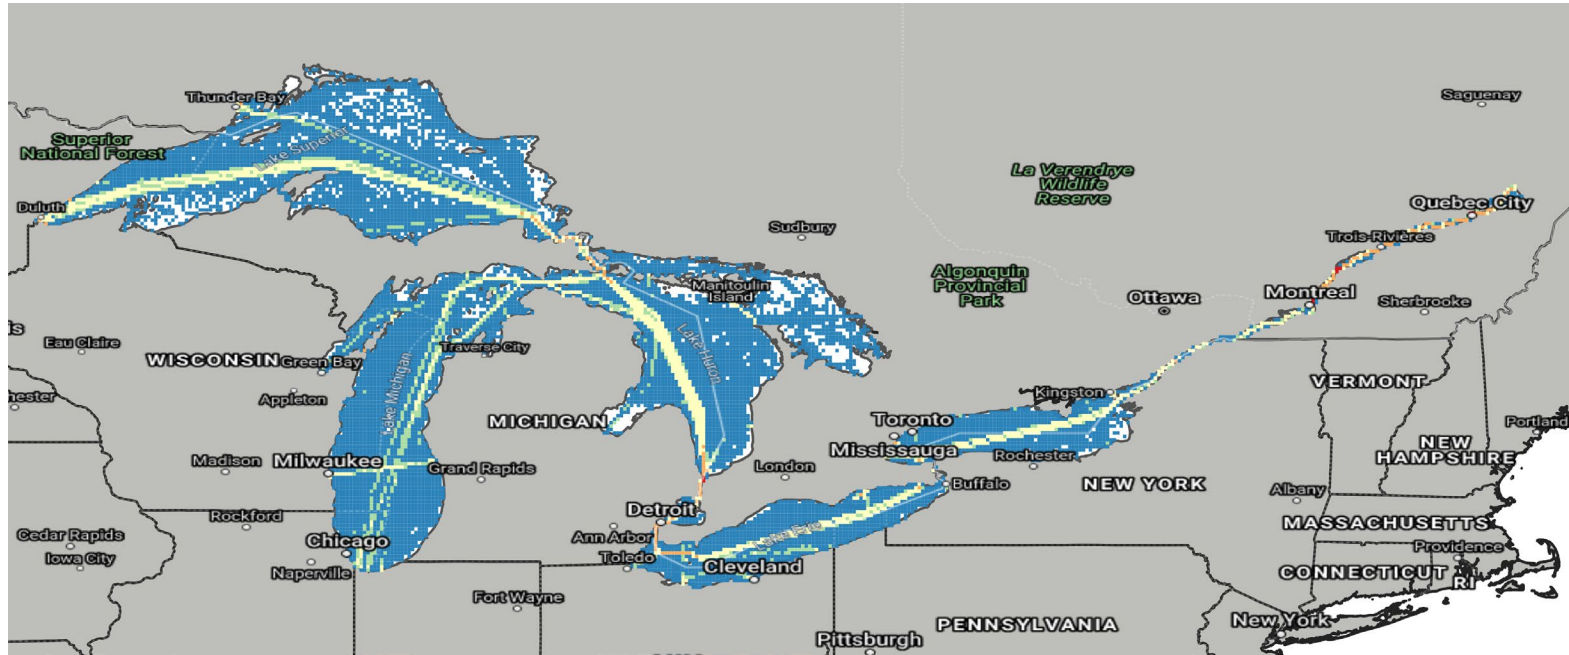 Saguenay
Thunder Bay
Superior
National Forest
Lake Superior
La Verendrye
Wildlife
Reserve
Duluth
Quebec City
Sudbury
Trois-Rivières
Algonquin
Provincial
Park
Manitoulin
Island
Ottawa
Montreal
Sherbrooke
Eau Claire
WISCONSIN
Green Bay
Traverse City
Lake Michigan
Lake Huron
Appleton
MICHIGAN
Kingston
VERMONT
Toronto
Mississauga
Portland
NEW
HAMPSHIRE
Madison
Milwaukee
Grand Rapids
London
Rochester
Buffalo
NEW YORK
Albany
Rockford
Detroit
MASSACHUSETTS
Cedar Rapids
Iowa City
Chicago
Naperville
Ann Arbor
Toledo
Lake Erie
Cleveland
Providence
CONNECTICUT
RI
Fort Wayne
New York
PENNSYLVANIA
Pittsburgh